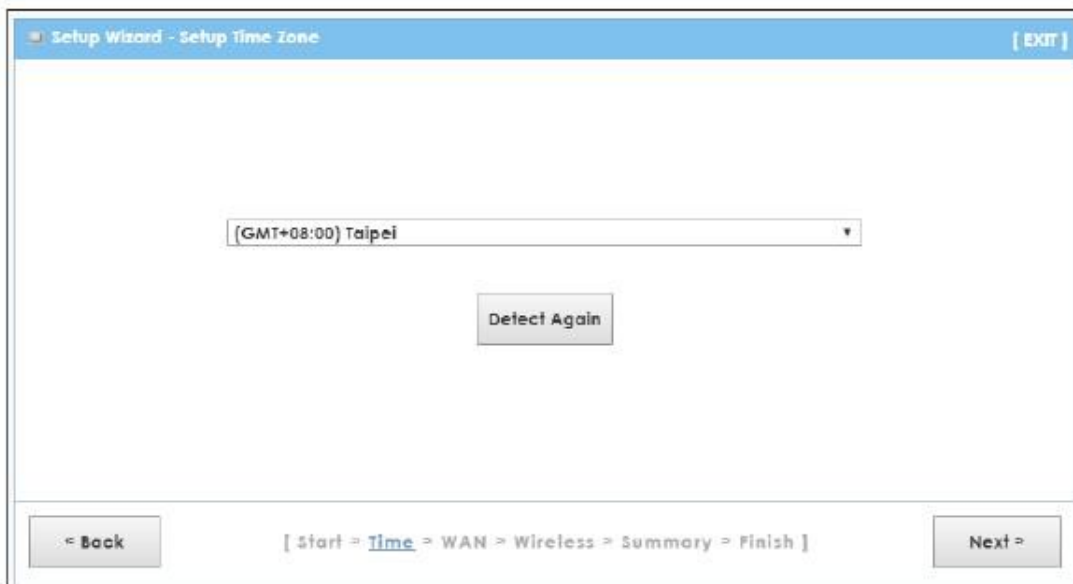 Setup Wizard - Setup Time Zone [ EXIT ]
(GMT+08:00) Taipei
Detect Again
< Back [ Start > Time > WAN > Wireless > Summary > Finish ] Next >